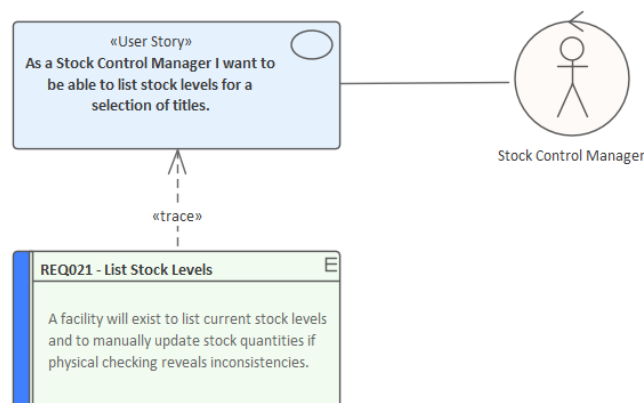 «User Story»
As a Stock Control Manager I want to
be able to list stock levels for a
selection of titles.
Stock Control Manager
«trace»
REQ021 - List Stock Levels
A facility will exist to list current stock levels
and to manually update stock quantities if
physical checking reveals inconsistencies.